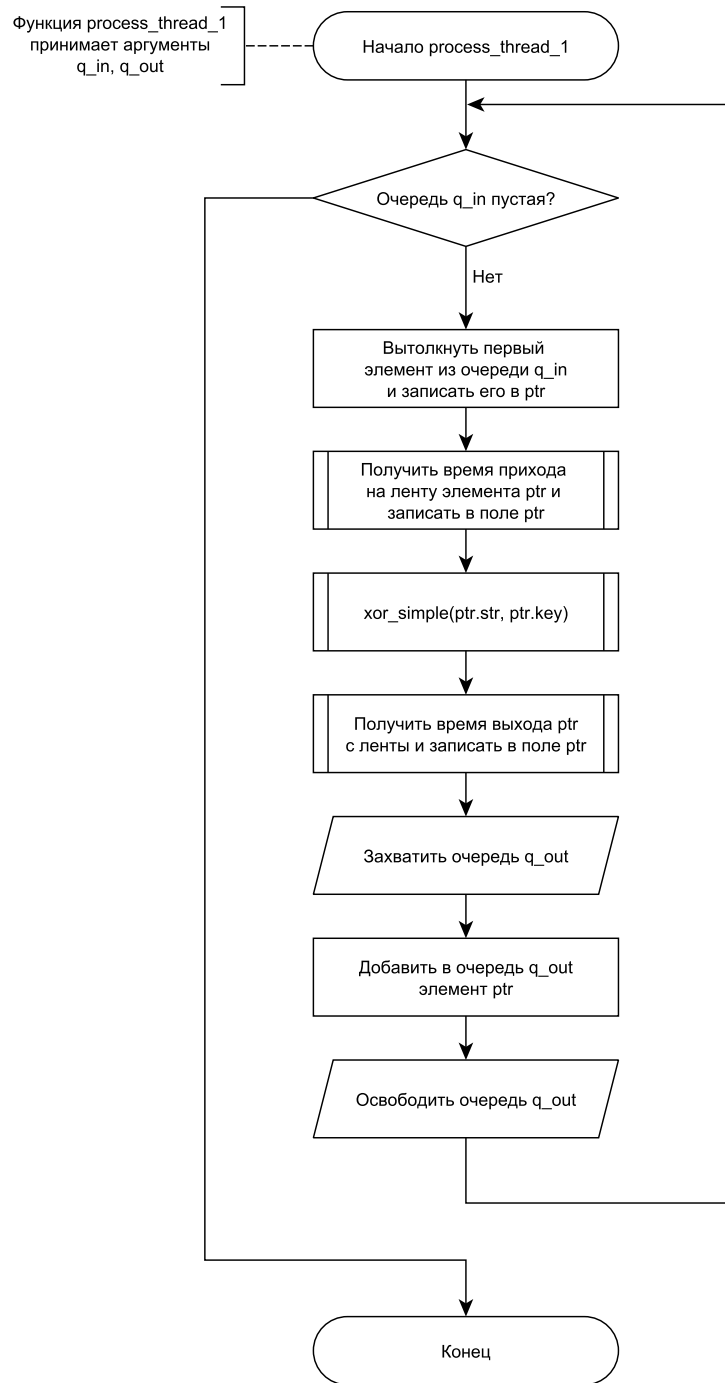 Функция process_thread_1
принимает аргументы
q_in, q_out
Начало process_thread_1
Очередь q_in пустая?
Нет
Вытолкнуть первый
элемент из очереди q_in
и записать его в ptr
Получить время прихода
на ленту элемента ptr и
записать в поле ptr
xor_simple(ptr.str, ptr.key)
Получить время выхода ptr
с ленты и записать в поле ptr
Захватить очередь q_out
Добавить в очередь q_out
элемент ptr
Освободить очередь q_out
Конец